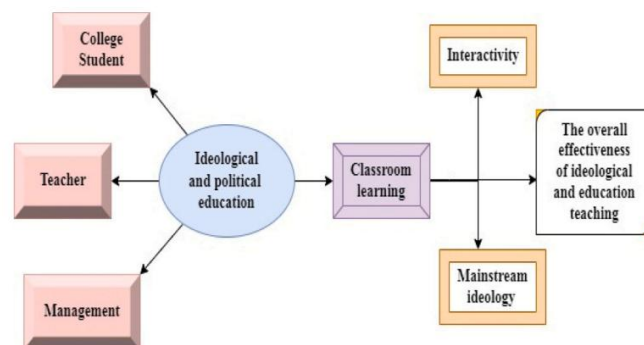 College
Student
Teacher
Management
Ideological
and political
education
Classroom
learning
Interactivity
Mainstream
ideology
The overall
effectiveness
of ideological
and education
teaching